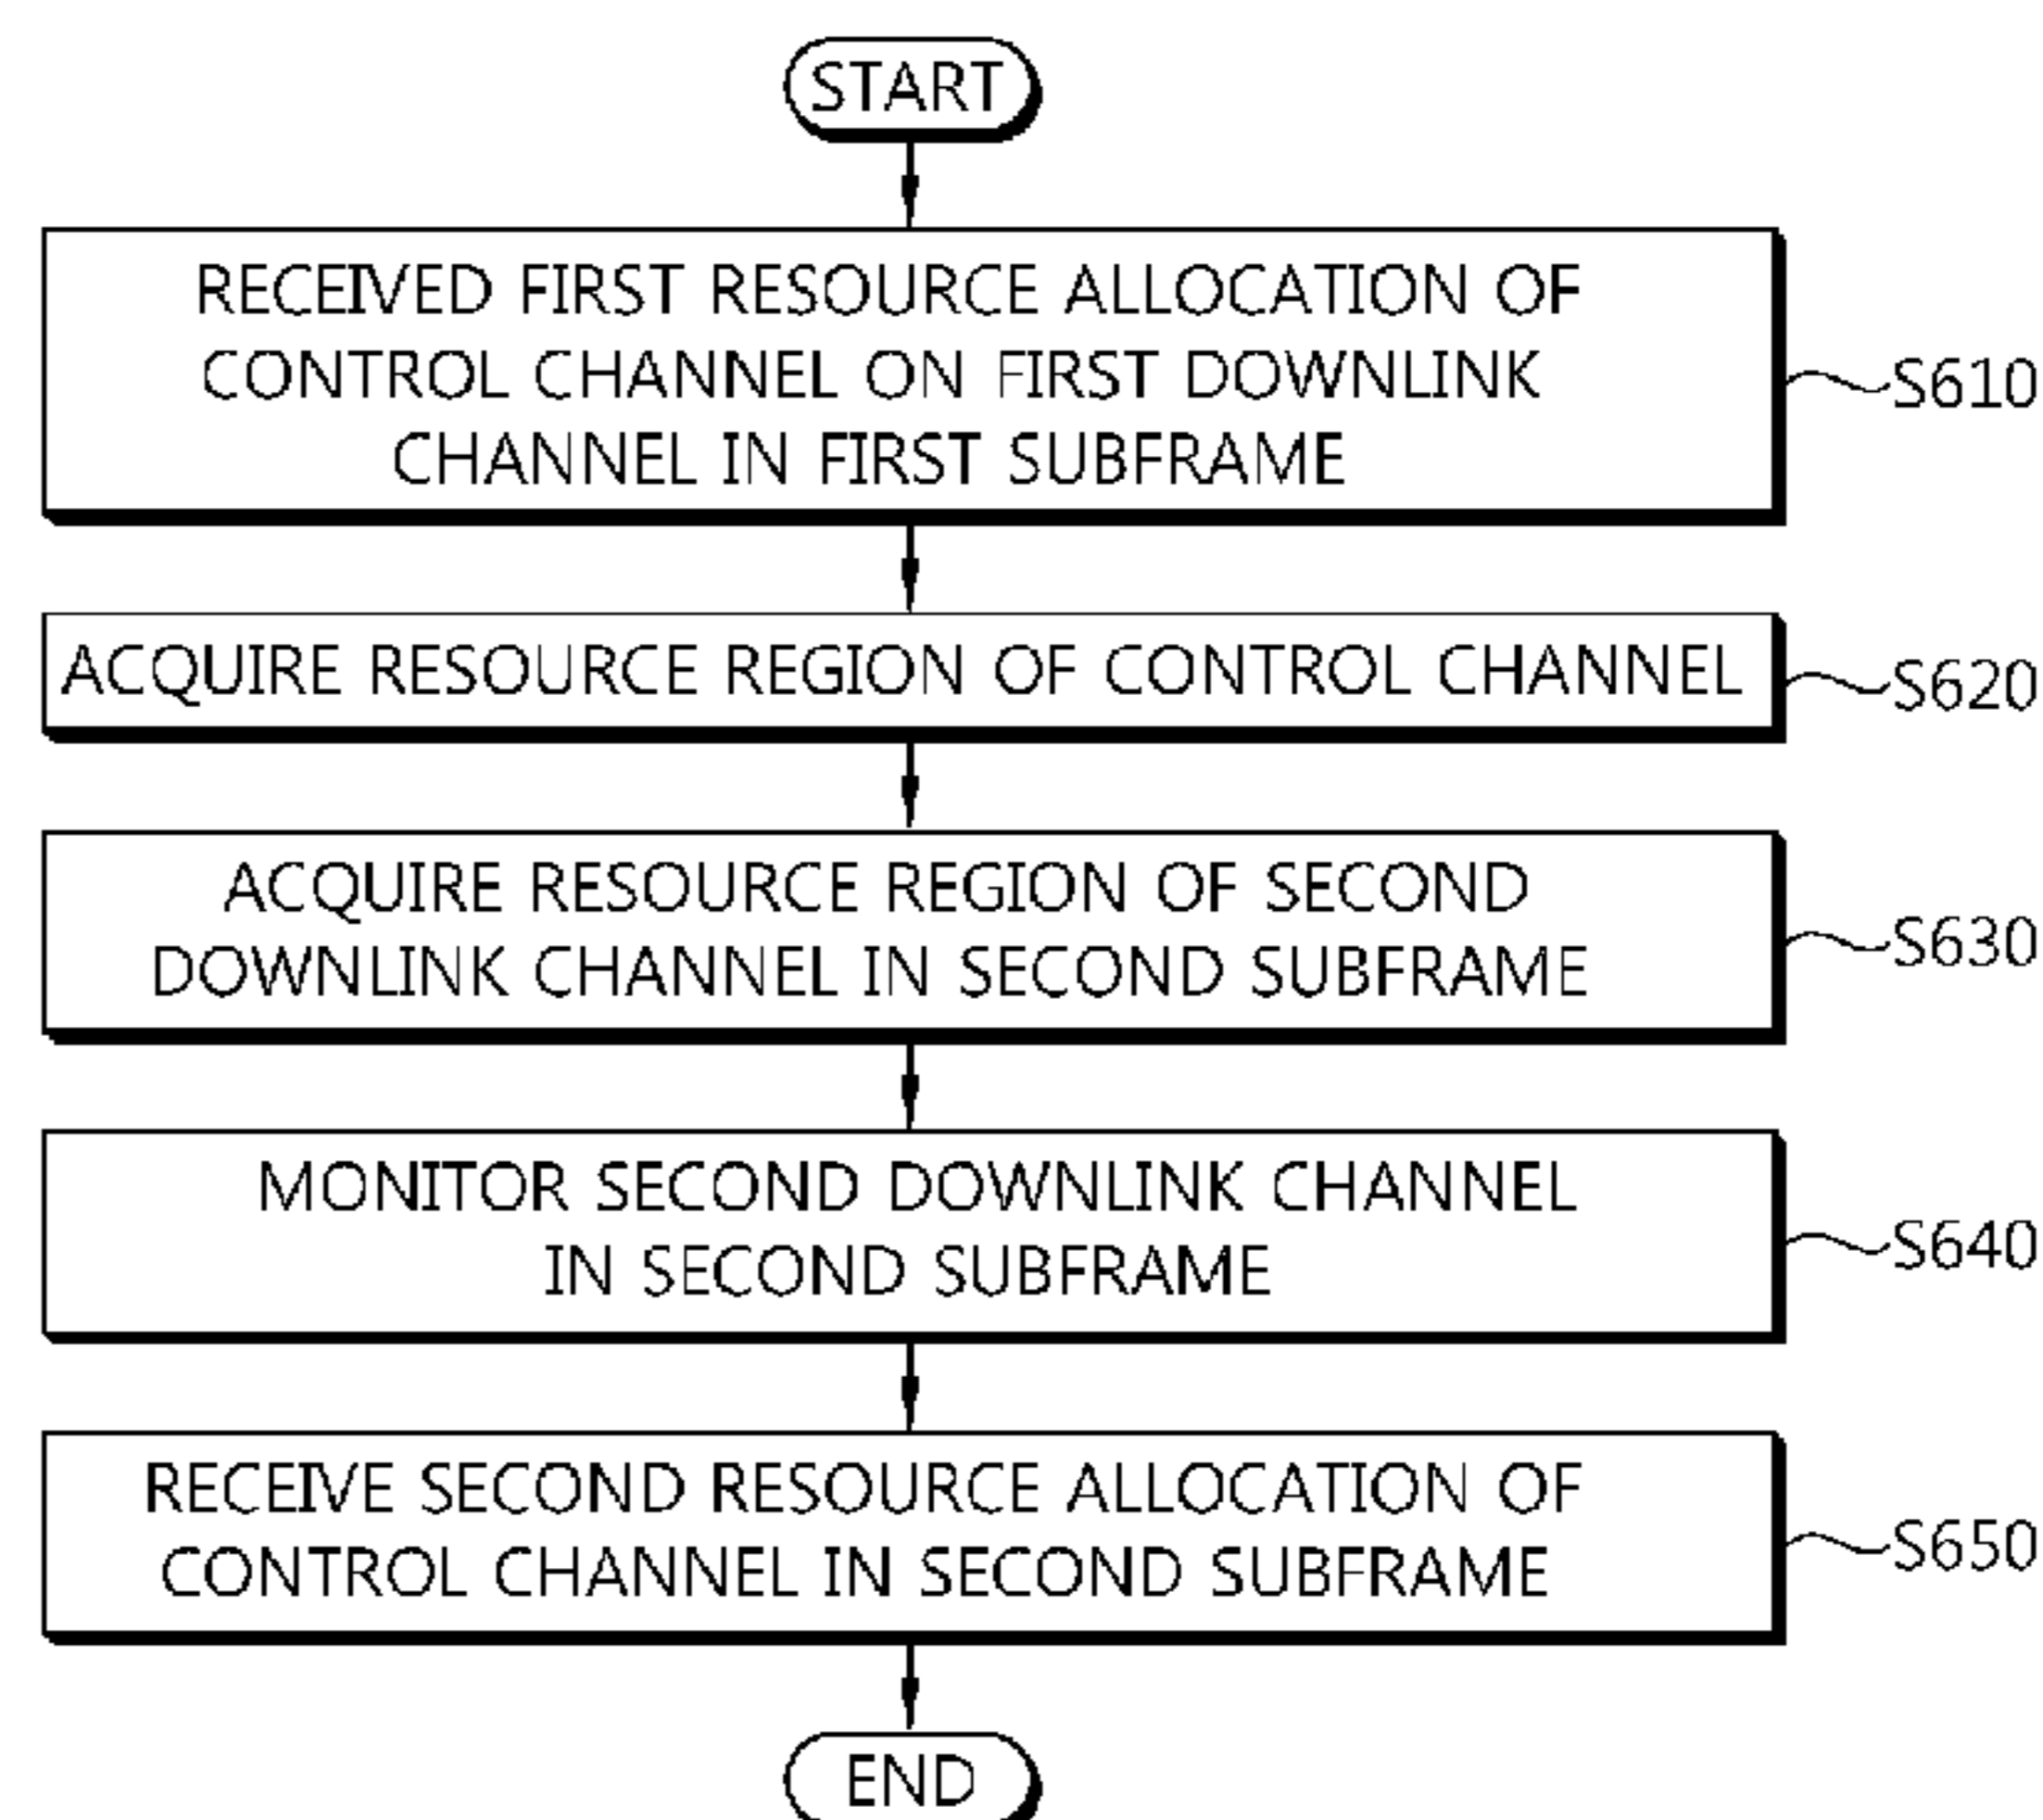 START
RECEIVED FIRST RESOURCE ALLOCATION OF
CONTROL CHANNEL ON FIRST DOWNLINK
CHANNEL IN FIRST SUBFRAME
S610
ACQUIRE RESOURCE REGION OF CONTROL CHANNEL
S620
ACQUIRE RESOURCE REGION OF SECOND
DOWNLINK CHANNEL IN SECOND SUBFRAME
S630
MONITOR SECOND DOWNLINK CHANNEL
IN SECOND SUBFRAME
S640
RECEIVE SECOND RESOURCE ALLOCATION OF
CONTROL CHANNEL IN SECOND SUBFRAME
S650
END